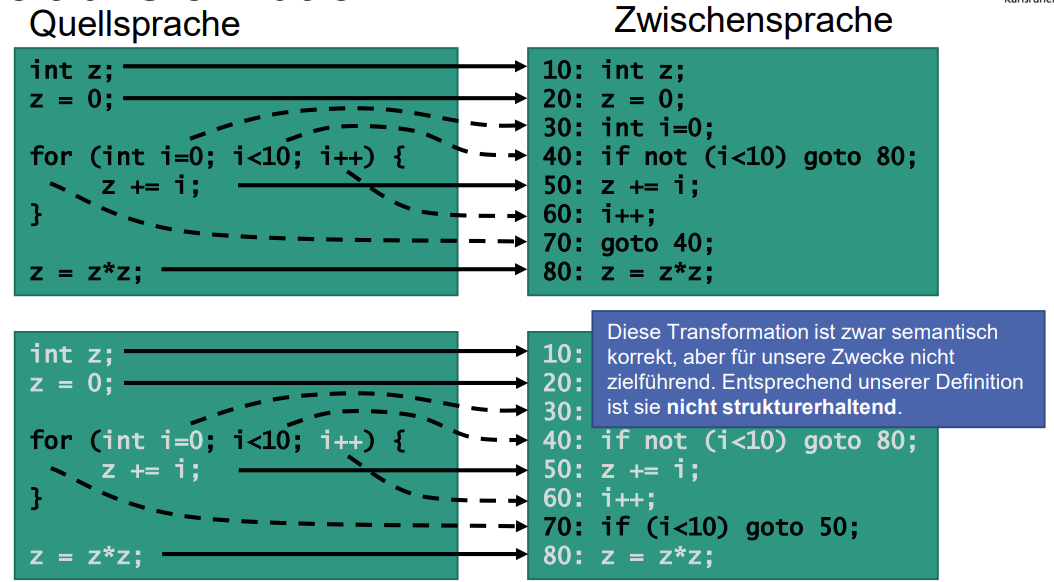 Quellsprache
Zwischensprache
int z;
z = 0;
for (int i=0; i<10; i++) {
z += i;
}
z = z*z;
10: int z;
20: z = 0;
30: int i=0;
40: if not (i<10) goto 80;
50: z += i;
60: i++;
70: goto 40;
80: z = z*z;
int z;
z = 0;
for (int i=0; i<10; i++) {
z += i;
}
z = z*z;
10:
20:
30:
40: if not (i<10) goto 80;
50: z += i;
60: i++;
70: if (i<10) goto 50;
80: z = z*z;
Diese Transformation ist zwar semantisch
korrekt, aber für unsere Zwecke nicht
zielführend. Entsprechend unserer Definition
ist sie nicht strukturerhaltend.